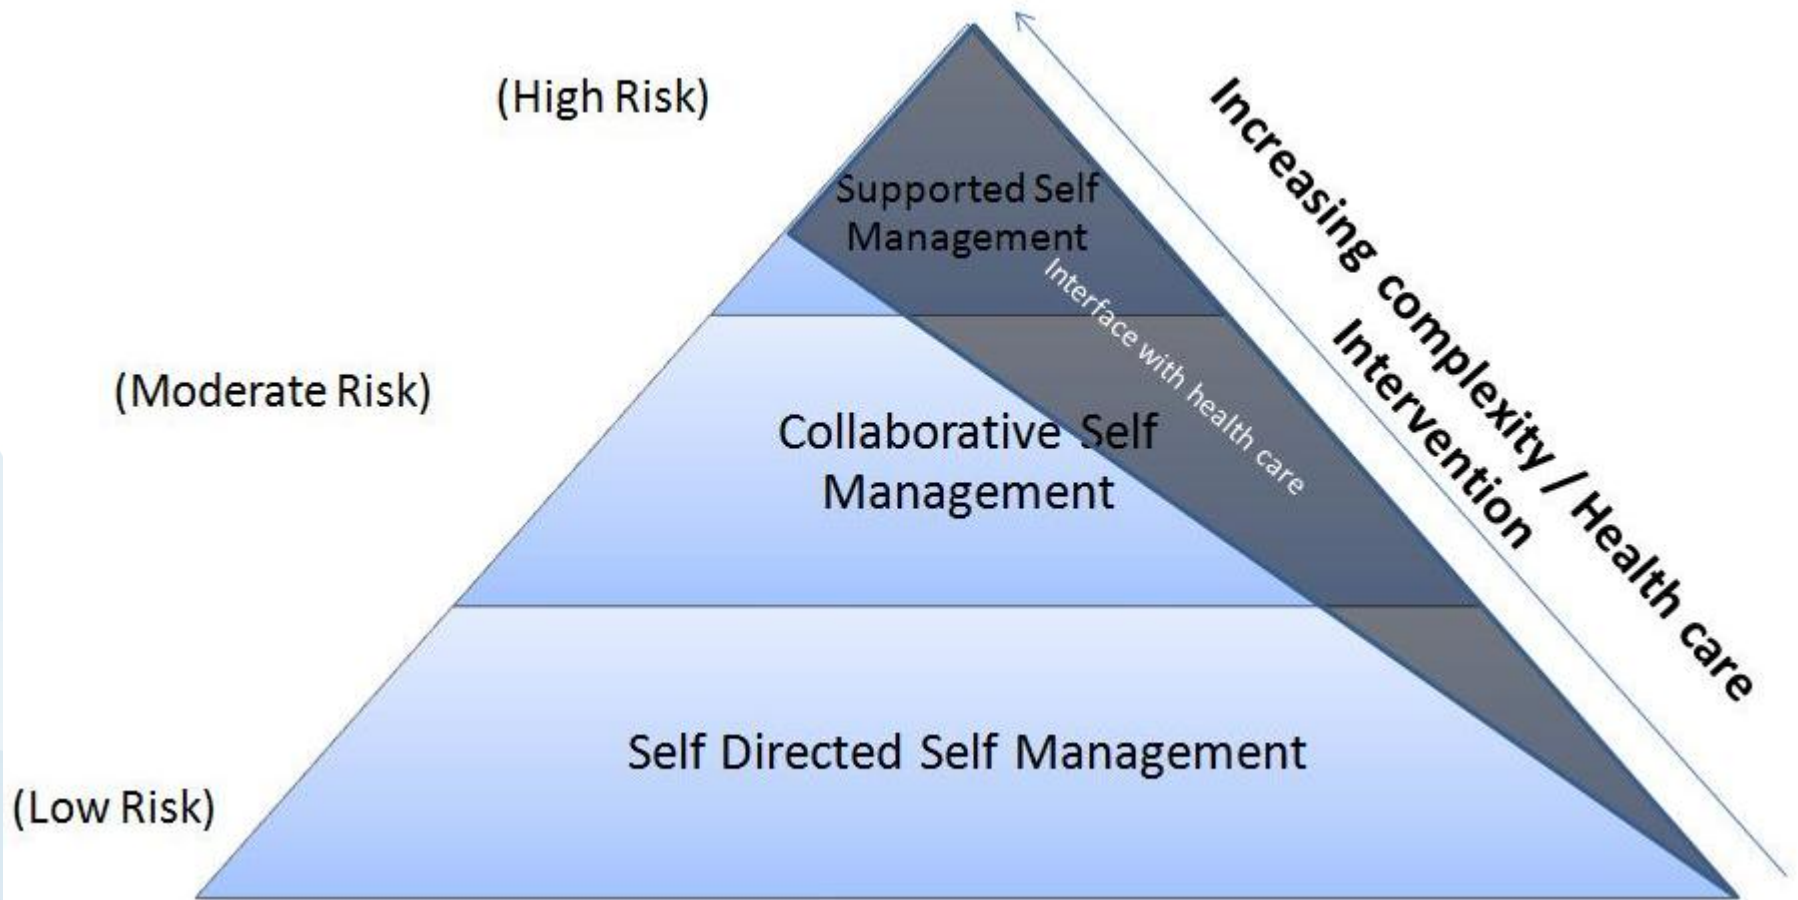 (High Risk)
Supported Self
Management
Interface with health care
Increasing complexity / Health care
Intervention
(Moderate Risk)
Collaborative Self
Management
Self Directed Self Management
(Low Risk)